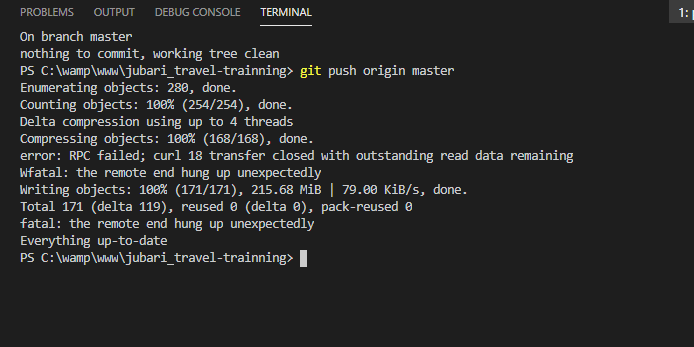 PROBLEMS OUTPUT DEBUG CONSOLE TERMINAL 1:
On branch master
nothing to commit, working tree clean
PS C:\wamp\www\jubari_travel-trainning> git push origin master
Enumerating objects: 280, done.
Counting objects: 100% (254/254), done.
Delta compression using up to 4 threads
Compressing objects: 100% (168/168), done.
error: RPC failed; curl 18 transfer closed with outstanding read data remaining
Wfatal: the remote end hung up unexpectedly
Writing objects: 100% (171/171), 215.68 MiB | 79.00 KiB/s, done.
Total 171 (delta 119), reused 0 (delta 0), pack-reused 0
fatal: the remote end hung up unexpectedly
Everything up-to-date
PS C:\wamp\www\jubari_travel-trainning>